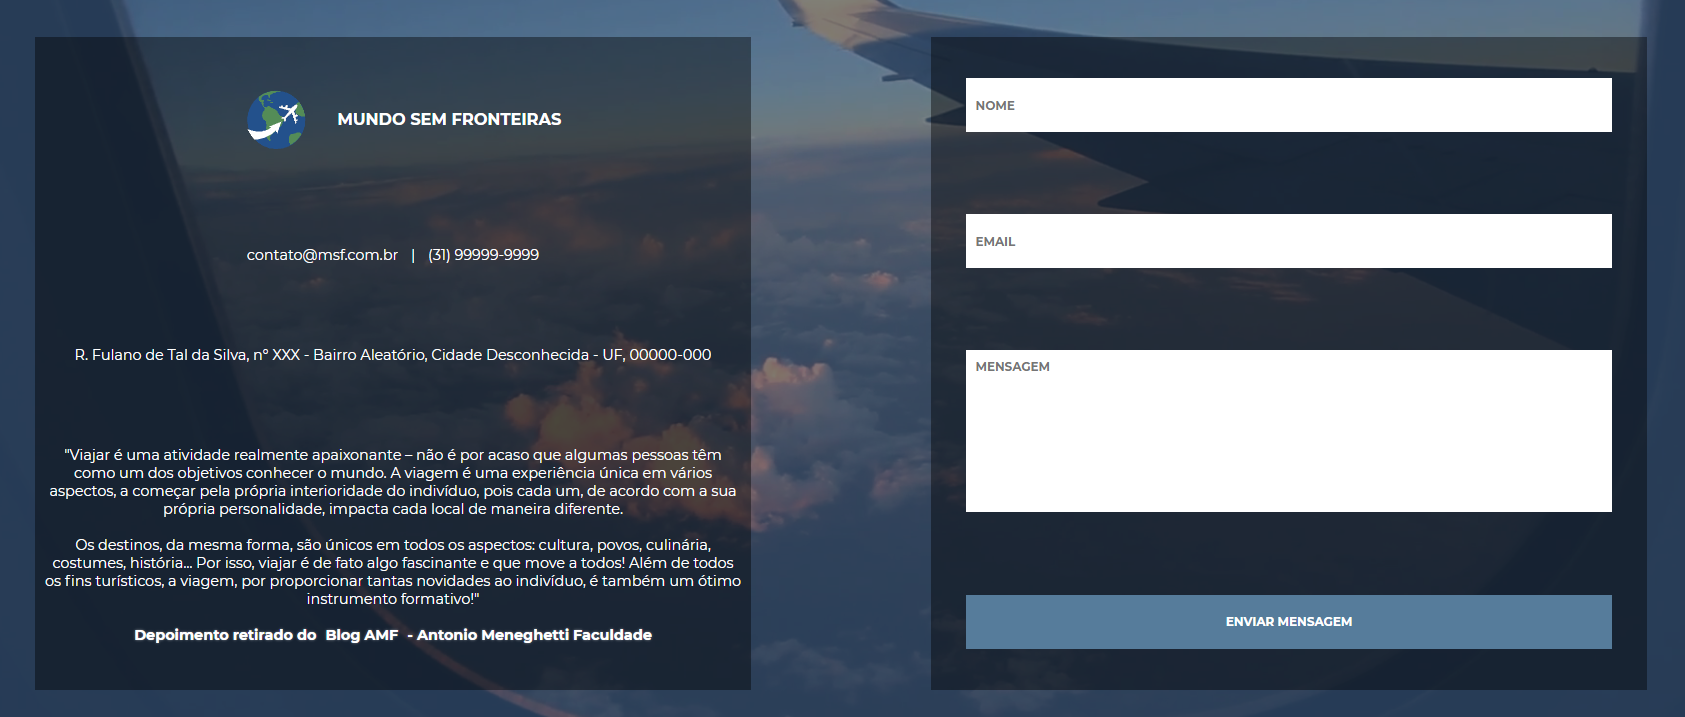 MUNDO SEM FRONTEIRAS
contato@msf.com.br | (31) 99999-9999
R. Fulano de Tal da Silva, nº XXX - Bairro Aleatório, Cidade Desconhecida - UF, 00000-000
"Viajar é uma atividade realmente apaixonante – não é por acaso que algumas pessoas têm
como um dos objetivos conhecer o mundo. A viagem é uma experiência única em vários
aspectos, a começar pela própria interioridade do indivíduo, pois cada um, de acordo com a sua
própria personalidade, impacta cada local de maneira diferente.
Os destinos, da mesma forma, são únicos em todos os aspectos: cultura, povos, culinária,
costumes, história... Por isso, viajar é de fato algo fascinante e que move a todos! Além de todos
os fins turísticos, a viagem, por proporcionar tantas novidades ao indivíduo, é também um ótimo
instrumento formativo!"
Depoimento retirado do Blog AMF - Antonio Meneghetti Faculdade
NOME
EMAIL
MENSAGEM
ENVIAR MENSAGEM